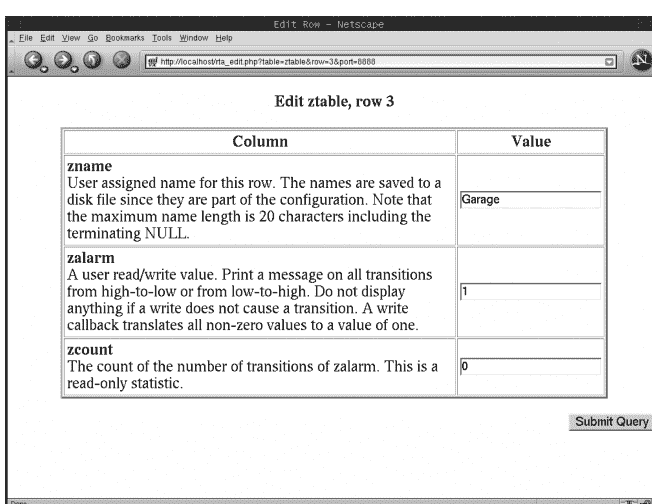 Edit Row - Netscape
File Edit View Go Bookmarks Tools Window Help
http://localhost/rta_edit.php?table=ztable&row=3&port=8888
N
Edit ztable, row 3
Column Value
zname
User assigned name for this row. The names are saved to a
disk file since they are part of the configuration. Note that
the maximum name length is 20 characters including the
terminating NULL.
Garage
zalarm
A user read/write value. Print a message on all transitions
from high-to-low or from low-to-high. Do not display
anything if a write does not cause a transition. A write
callback translates all non-zero values to a value of one.
1
zcount
The count of the number of transitions of zalarm. This is a
read-only statistic.
0
Submit Query